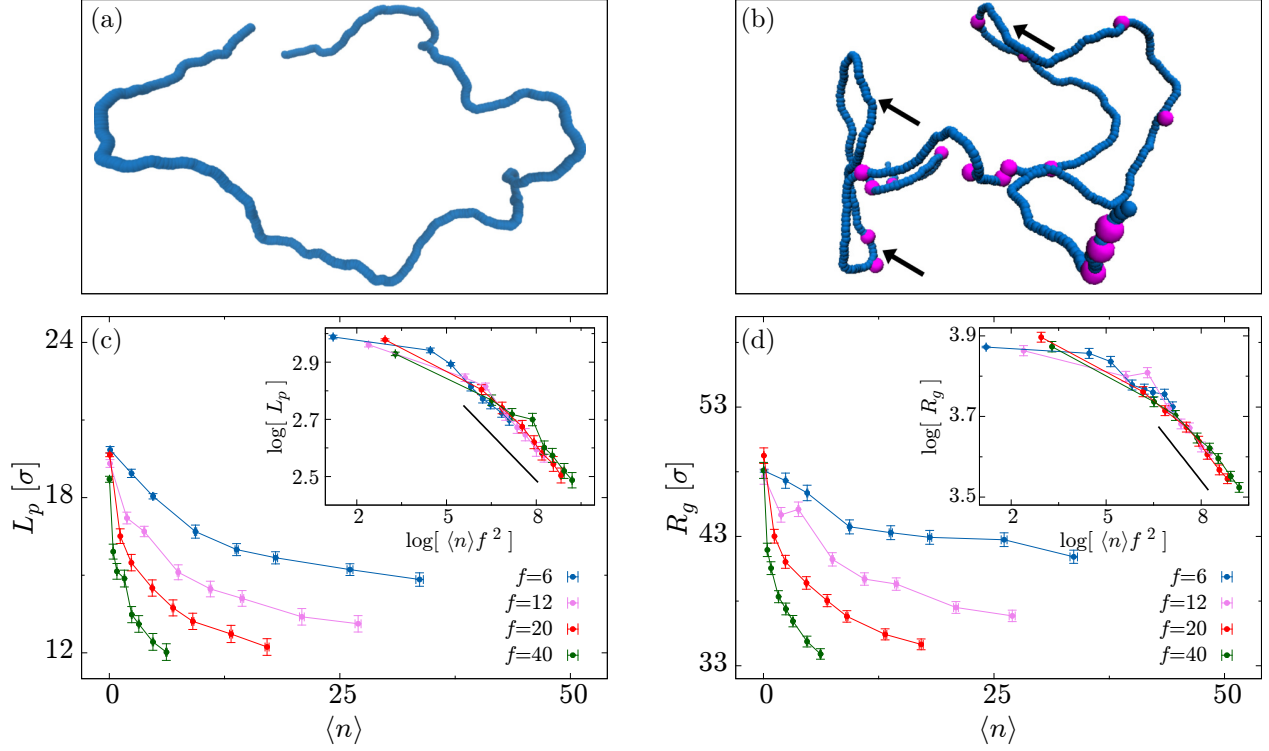 (a)
(b)
(c)
24
18
12
L_p [σ]
0
25
50
⟨n⟩
f=6
f=12
f=20
f=40
2.9
2.7
2.5
log[ L_p ]
2
5
8
log[ ⟨n⟩f ² ]
(d)
53
43
33
R_g [σ]
0
25
50
⟨n⟩
f=6
f=12
f=20
f=40
3.9
3.7
3.5
log[ R_g ]
2
5
8
log[ ⟨n⟩f ² ]